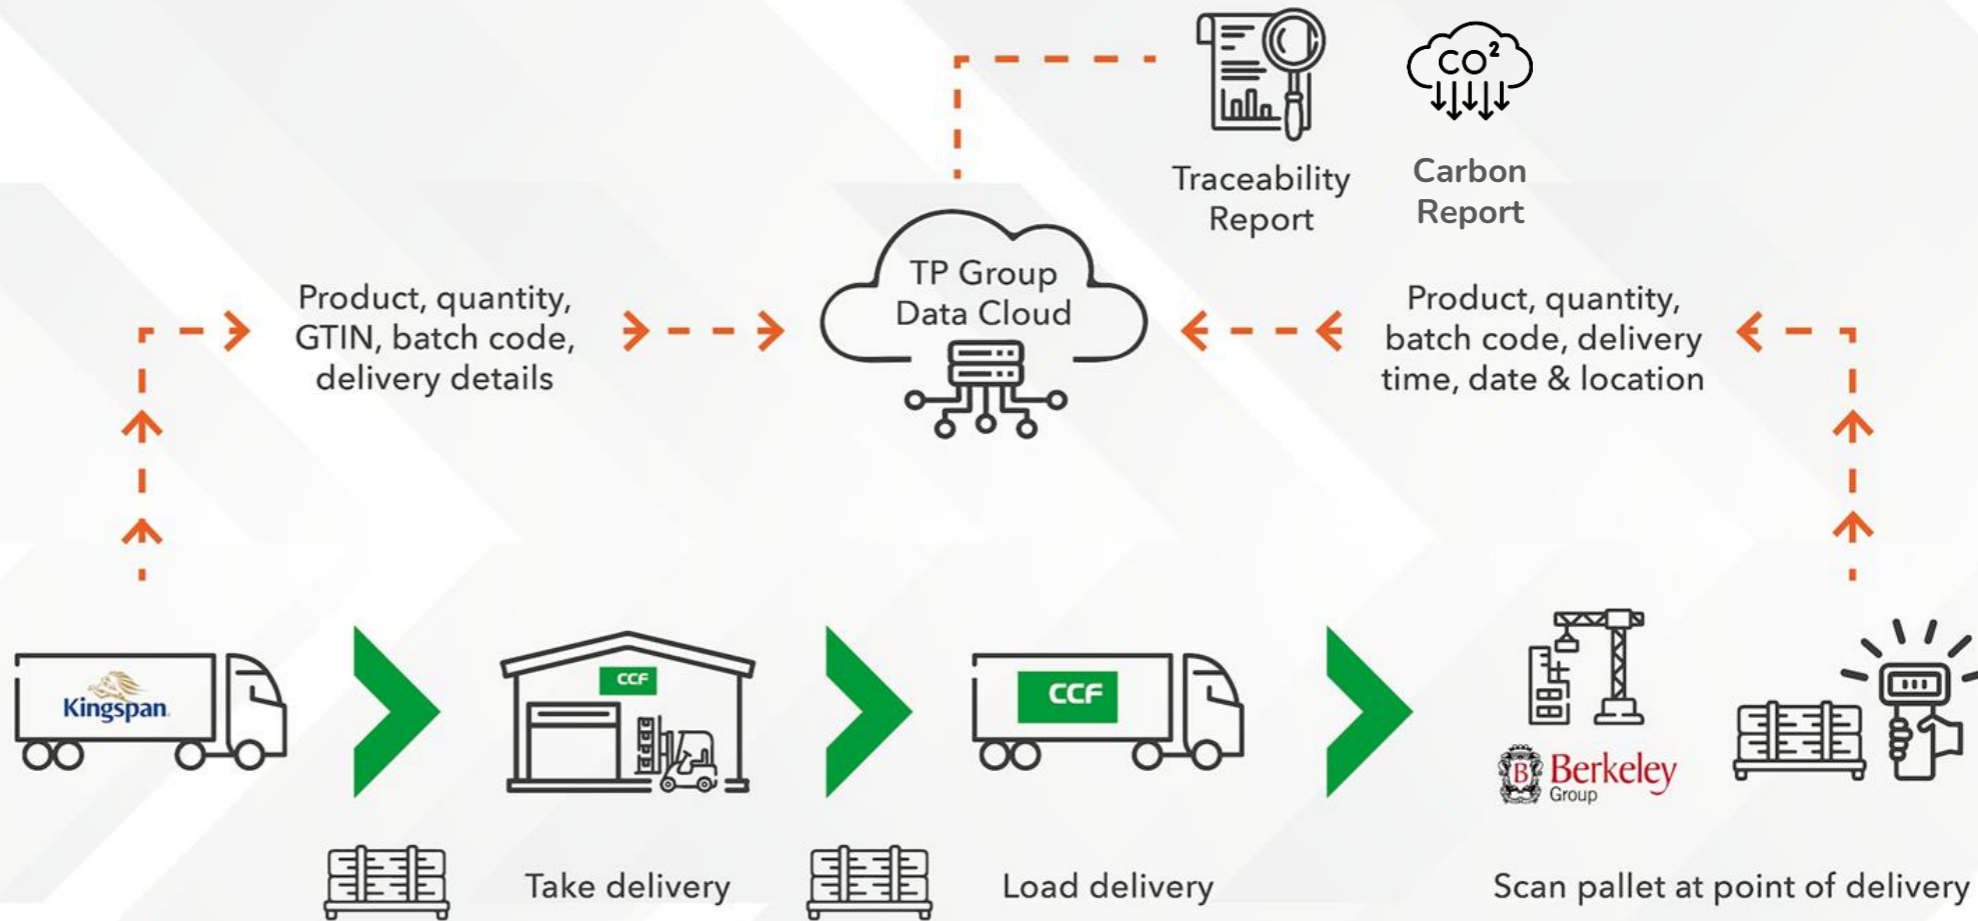 CO²
Traceability
Report
Carbon
Report
TP Group
Data Cloud
Product, quantity,
GTIN, batch code,
delivery details
Product, quantity,
batch code, delivery
time, date & location
Kingspan.
CCF
CCF
B
Berkeley
Group
Take delivery
Load delivery
Scan pallet at point of delivery